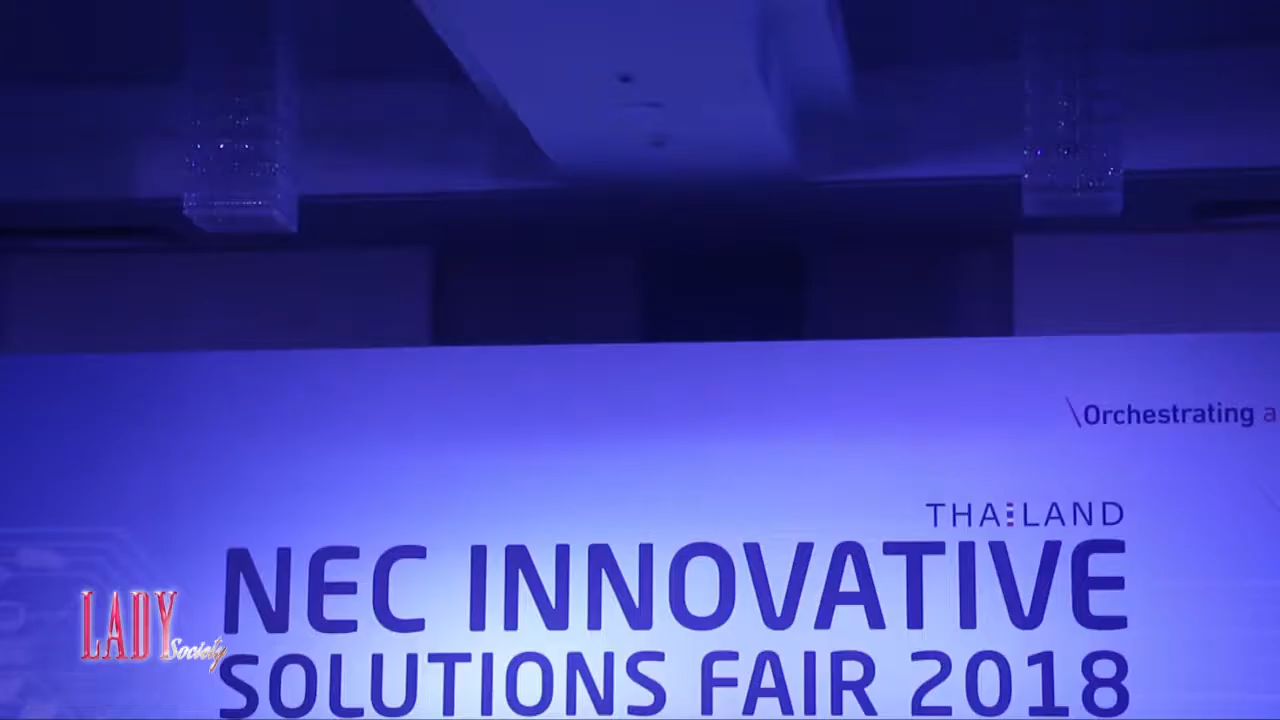 \Orchestrating a
THAILAND
NEC INNOVATIVE
SOLUTIONS FAIR 2018
LADY
Society